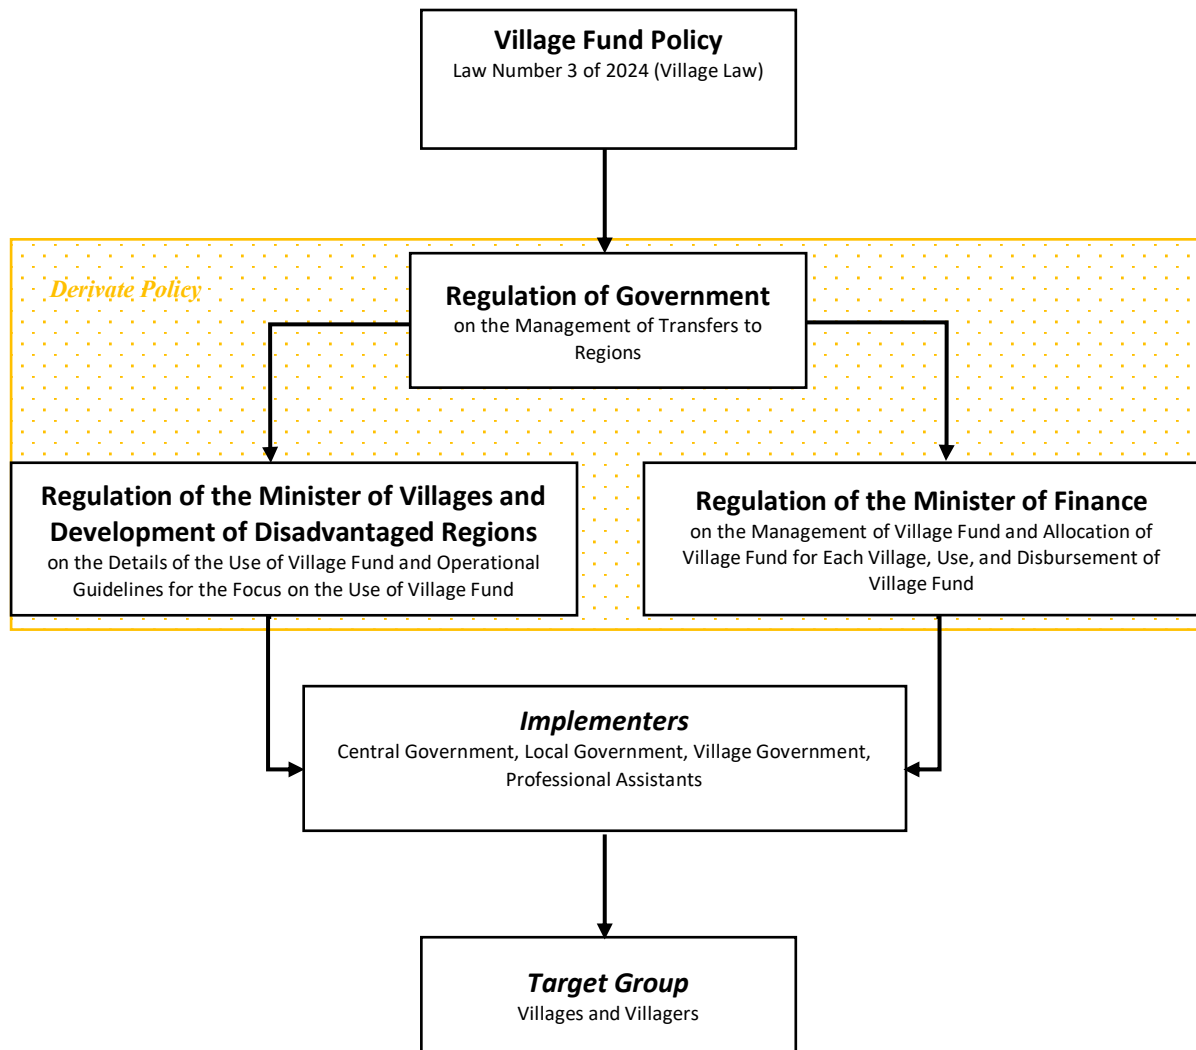 Village Fund Policy
Law Number 3 of 2024 (Village Law)
Derivate Policy
Regulation of Government
on the Management of Transfers to
Regions
Regulation of the Minister of Villages and
Development of Disadvantaged Regions
on the Details of the Use of Village Fund and Operational
Guidelines for the Focus on the Use of Village Fund
Regulation of the Minister of Finance
on the Management of Village Fund and Allocation of
Village Fund for Each Village, Use, and Disbursement of
Village Fund
Implementers
Central Government, Local Government, Village Government,
Professional Assistants
Target Group
Villages and Villagers